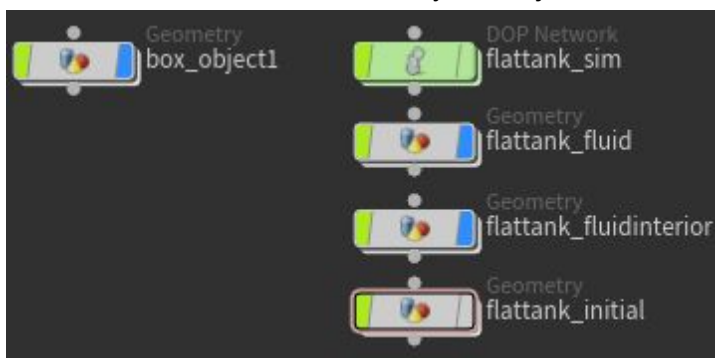 Geometry
box_object1
DOP Network
flattank_sim
Geometry
flattank_fluid
Geometry
flattank_fluidinterior
Geometry
flattank_initial